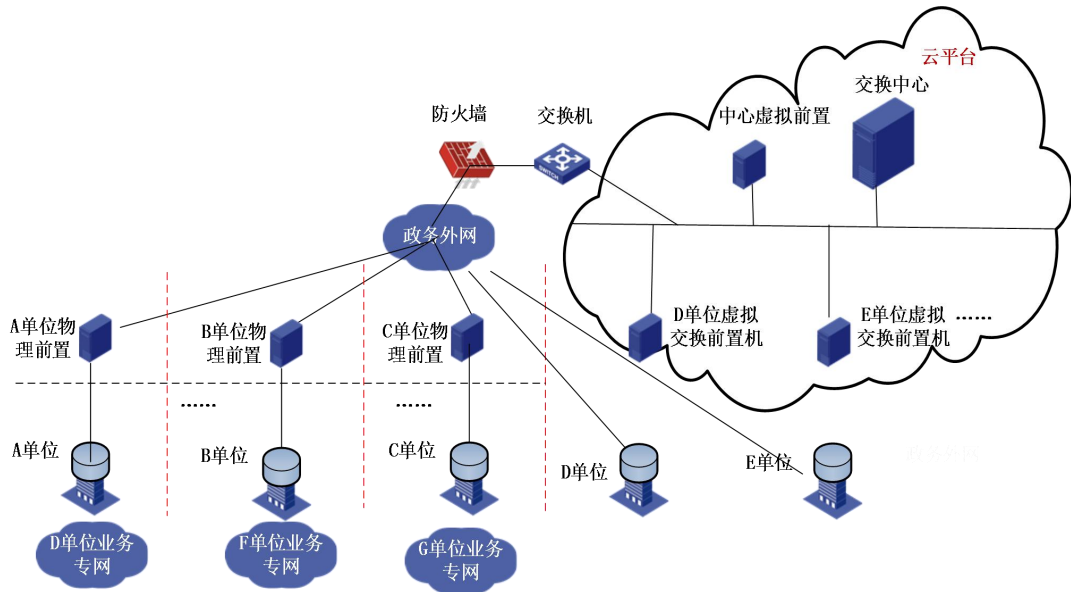 云平台
交换中心
防火墙
交换机
中心虚拟前置
SWITCH
政务外网
A单位物
理前置
B单位物
理前置
C单位物
理前置
D单位虚拟
交换前置机
E单位虚拟
交换前置机
……
……
……
A单位
B单位
C单位
D单位
E单位
D单位业务
专网
F单位业务
专网
G单位业务
专网